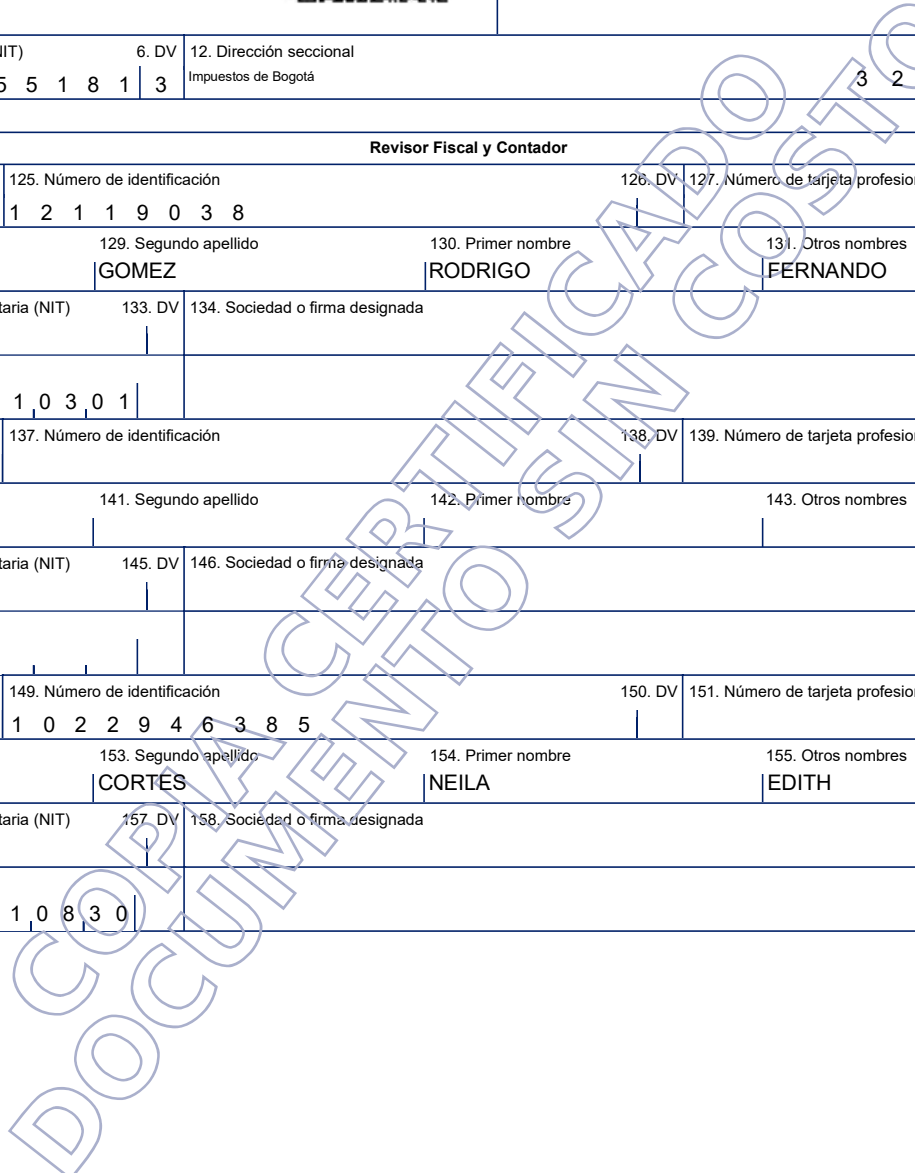 NIT) 6. DV 12. Dirección seccional
5 5 1 8 1 3 Impuestos de Bogotá 3 2
Revisor Fiscal y Contador
125. Número de identificación 126. DV 127. Número de tarjeta profesion
1 2 1 1 9 0 3 8
129. Segundo apellido 130. Primer nombre 131. Otros nombres
GOMEZ RODRIGO FERNANDO
taria (NIT) 133. DV 134. Sociedad o firma designada
1 0 3 0 1
137. Número de identificación 138. DV 139. Número de tarjeta profesion
141. Segundo apellido 142. Primer nombre 143. Otros nombres
taria (NIT) 145. DV 146. Sociedad o firma designada
149. Número de identificación 150. DV 151. Número de tarjeta profesion
1 0 2 2 9 4 6 3 8 5
153. Segundo apellido 154. Primer nombre 155. Otros nombres
CORTES NEILA EDITH
taria (NIT) 157. DV 158. Sociedad o firma designada
1 0 8 3 0
COPIA CERTIFICADO
DOCUMENTO SIN COSTO